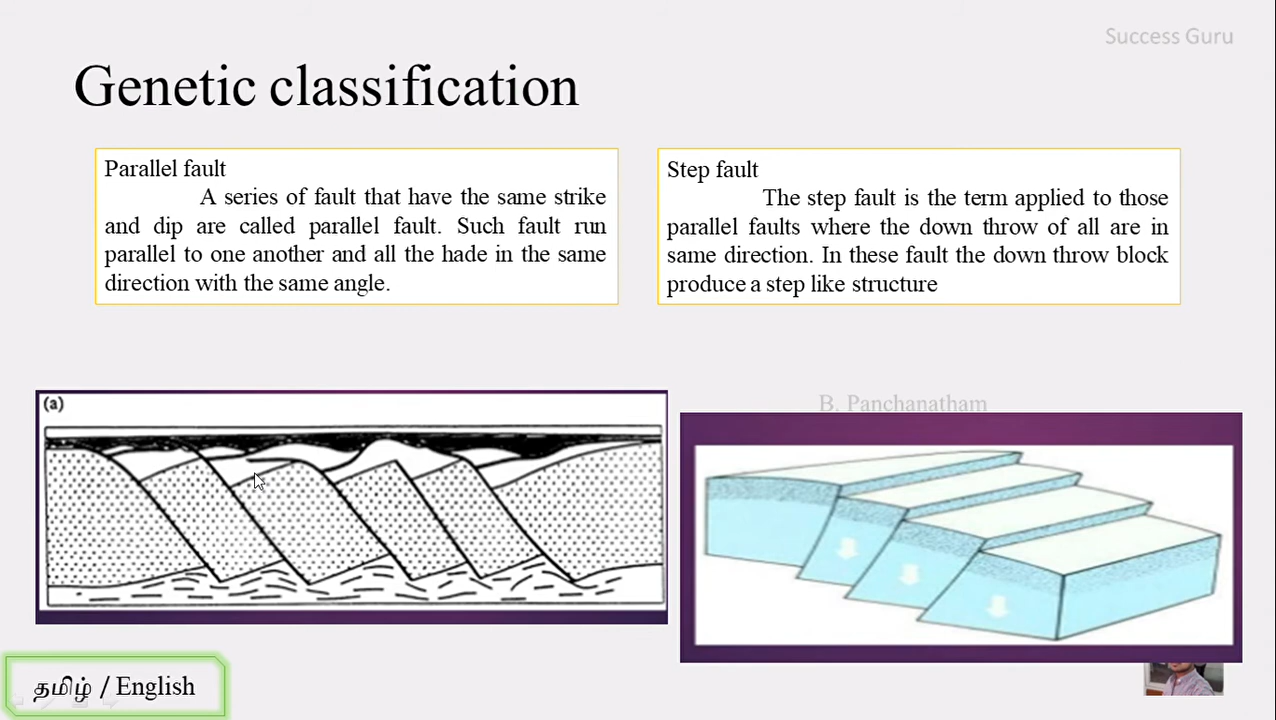 Success Guru
Genetic classification
Parallel fault
A series of fault that have the same strike
and dip are called parallel fault. Such fault run
parallel to one another and all the hade in the same
direction with the same angle.
Step fault
The step fault is the term applied to those
parallel faults where the down throw of all are in
same direction. In these fault the down throw block
produce a step like structure
(a)
B. Panchanatham
தமிழ் / English